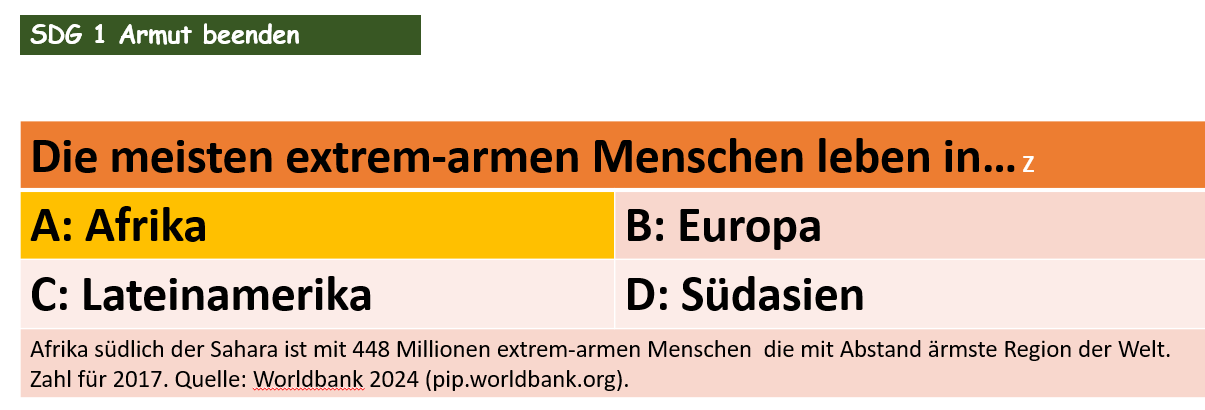 SDG 1 Armut beenden
Die meisten extrem-armen Menschen leben in... z
A: Afrika
B: Europa
C: Lateinamerika
D: Südasien
Afrika südlich der Sahara ist mit 448 Millionen extrem-armen Menschen die mit Abstand ärmste Region der Welt.
Zahl für 2017. Quelle: Worldbank 2024 (pip.worldbank.org).